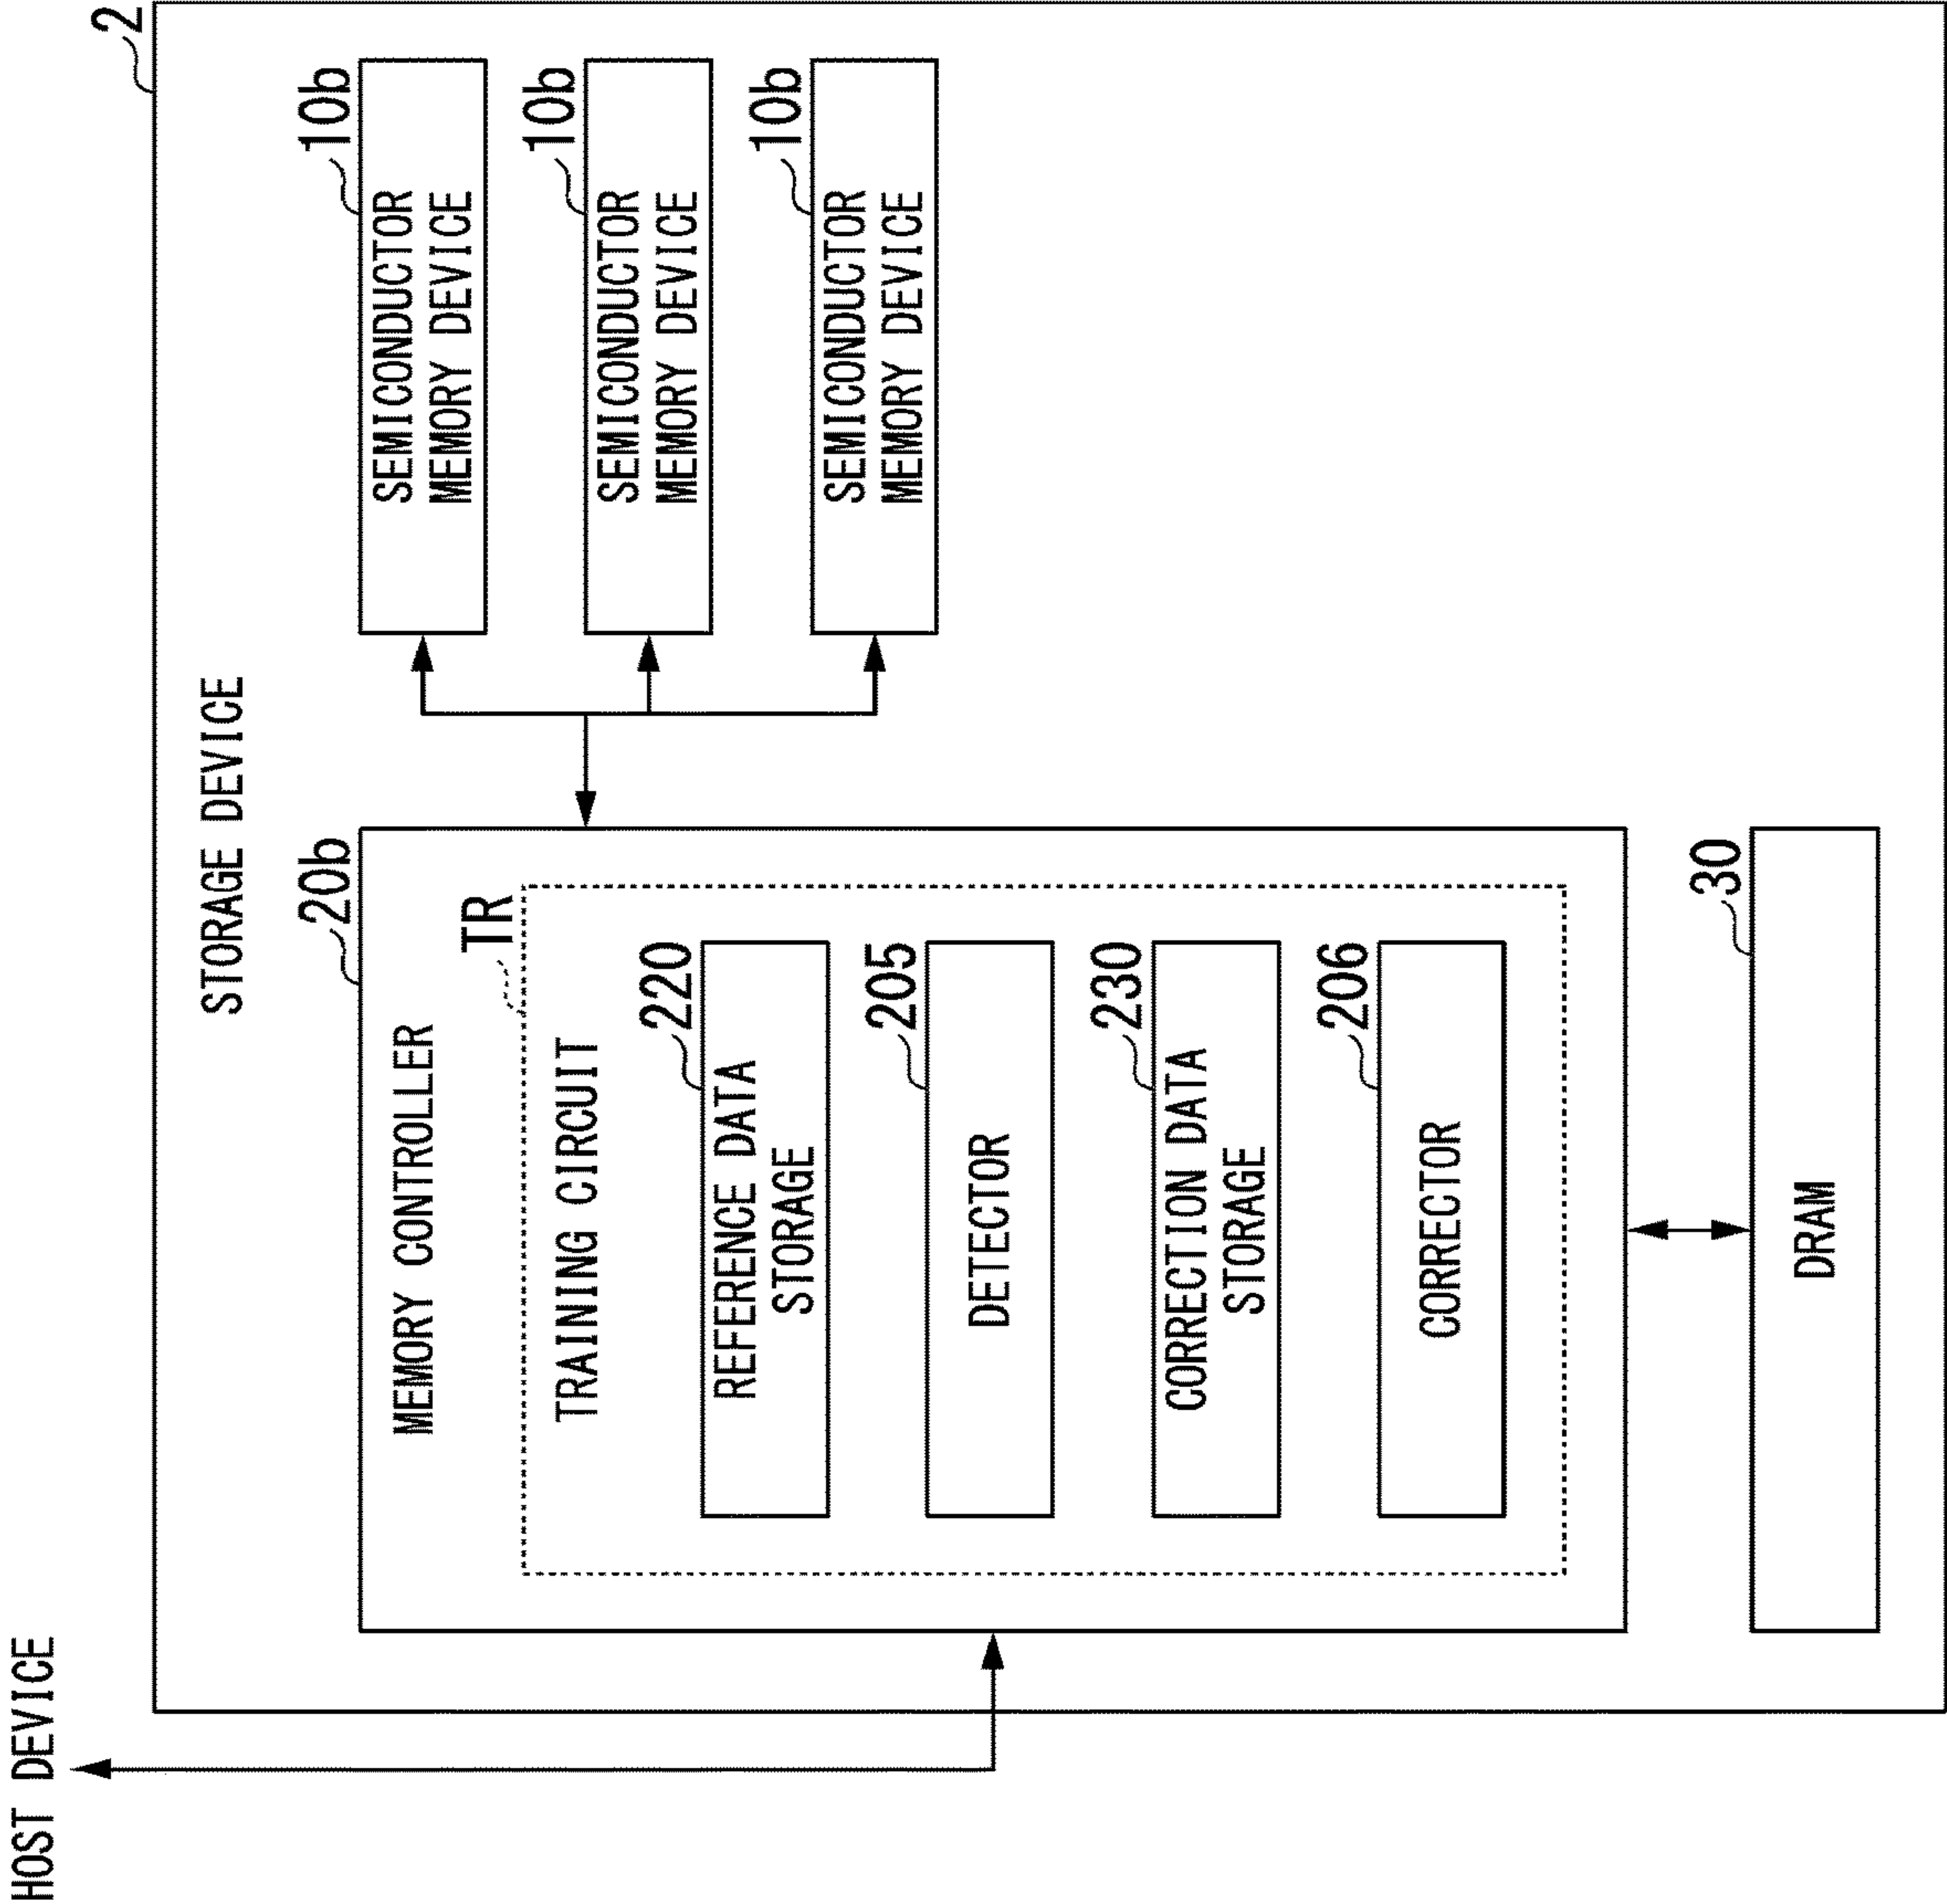 HOST DEVICE
2
STORAGE DEVICE
20b
MEMORY CONTROLLER
TR
TRAINING CIRCUIT
220
REFERENCE DATA
STORAGE
205
DETECTOR
230
CORRECTION DATA
STORAGE
206
CORRECTOR
30
DRAM
10b
SEMICONDUCTOR
MEMORY DEVICE
10b
SEMICONDUCTOR
MEMORY DEVICE
10b
SEMICONDUCTOR
MEMORY DEVICE